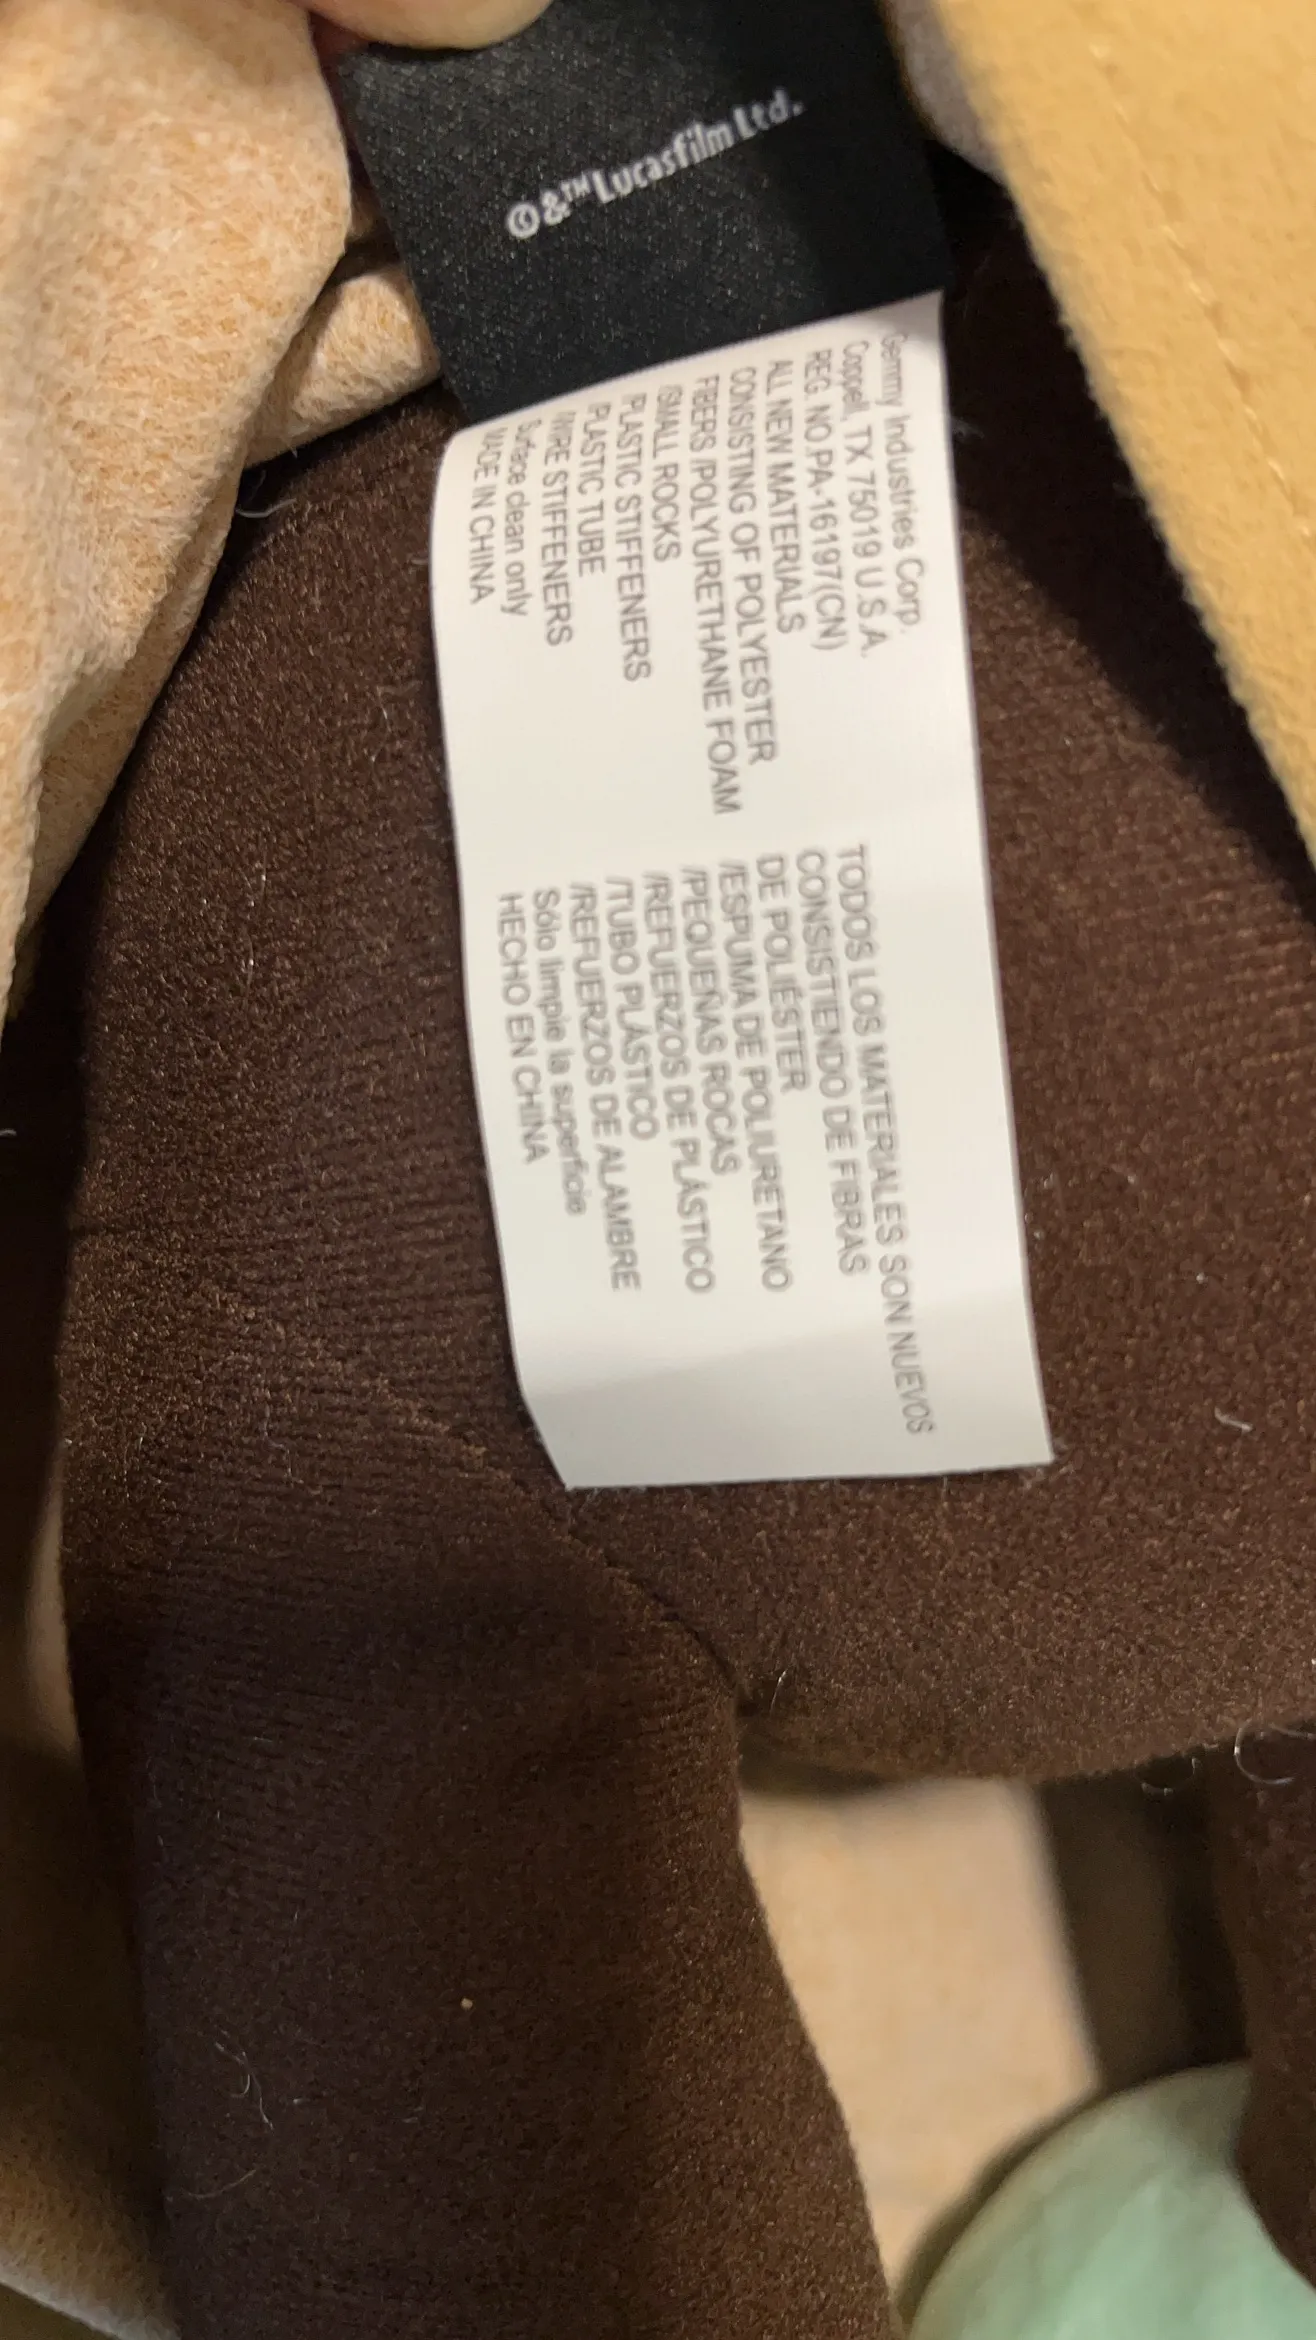 ©&™Lucasfilm Ltd.
Gemmy Industries Corp.
Coppell, TX 75019 U.S.A.
REG. NO.PA-16197(CN)
ALL NEW MATERIALS
CONSISTING OF POLYESTER
FIBERS /POLYURETHANE FOAM
/SMALL ROCKS
/PLASTIC STIFFENERS
/PLASTIC TUBE
/WIRE STIFFENERS
Surface clean only
MADE IN CHINA
TODOS LOS MATERIALES SON NUEVOS
CONSISTIENDO DE FIBRAS
DE POLIÉSTER
/ESPUMA DE POLIURETANO
/PEQUEÑAS ROCAS
/REFUERZOS DE PLÁSTICO
/TUBO PLÁSTICO
/REFUERZOS DE ALAMBRE
Sólo limpie la superficie
HECHO EN CHINA